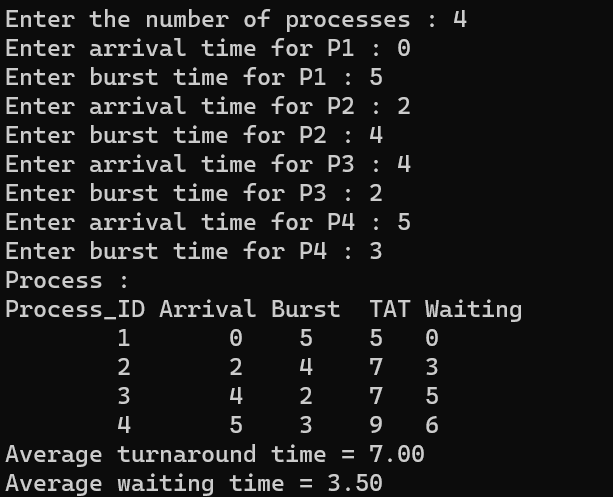 Enter the number of processes : 4
Enter arrival time for P1 : 0
Enter burst time for P1 : 5
Enter arrival time for P2 : 2
Enter burst time for P2 : 4
Enter arrival time for P3 : 4
Enter burst time for P3 : 2
Enter arrival time for P4 : 5
Enter burst time for P4 : 3
Process :
Process_ID Arrival Burst  TAT Waiting
        1       0    5    5   0
        2       2    4    7   3
        3       4    2    7   5
        4       5    3    9   6
Average turnaround time = 7.00
Average waiting time = 3.50